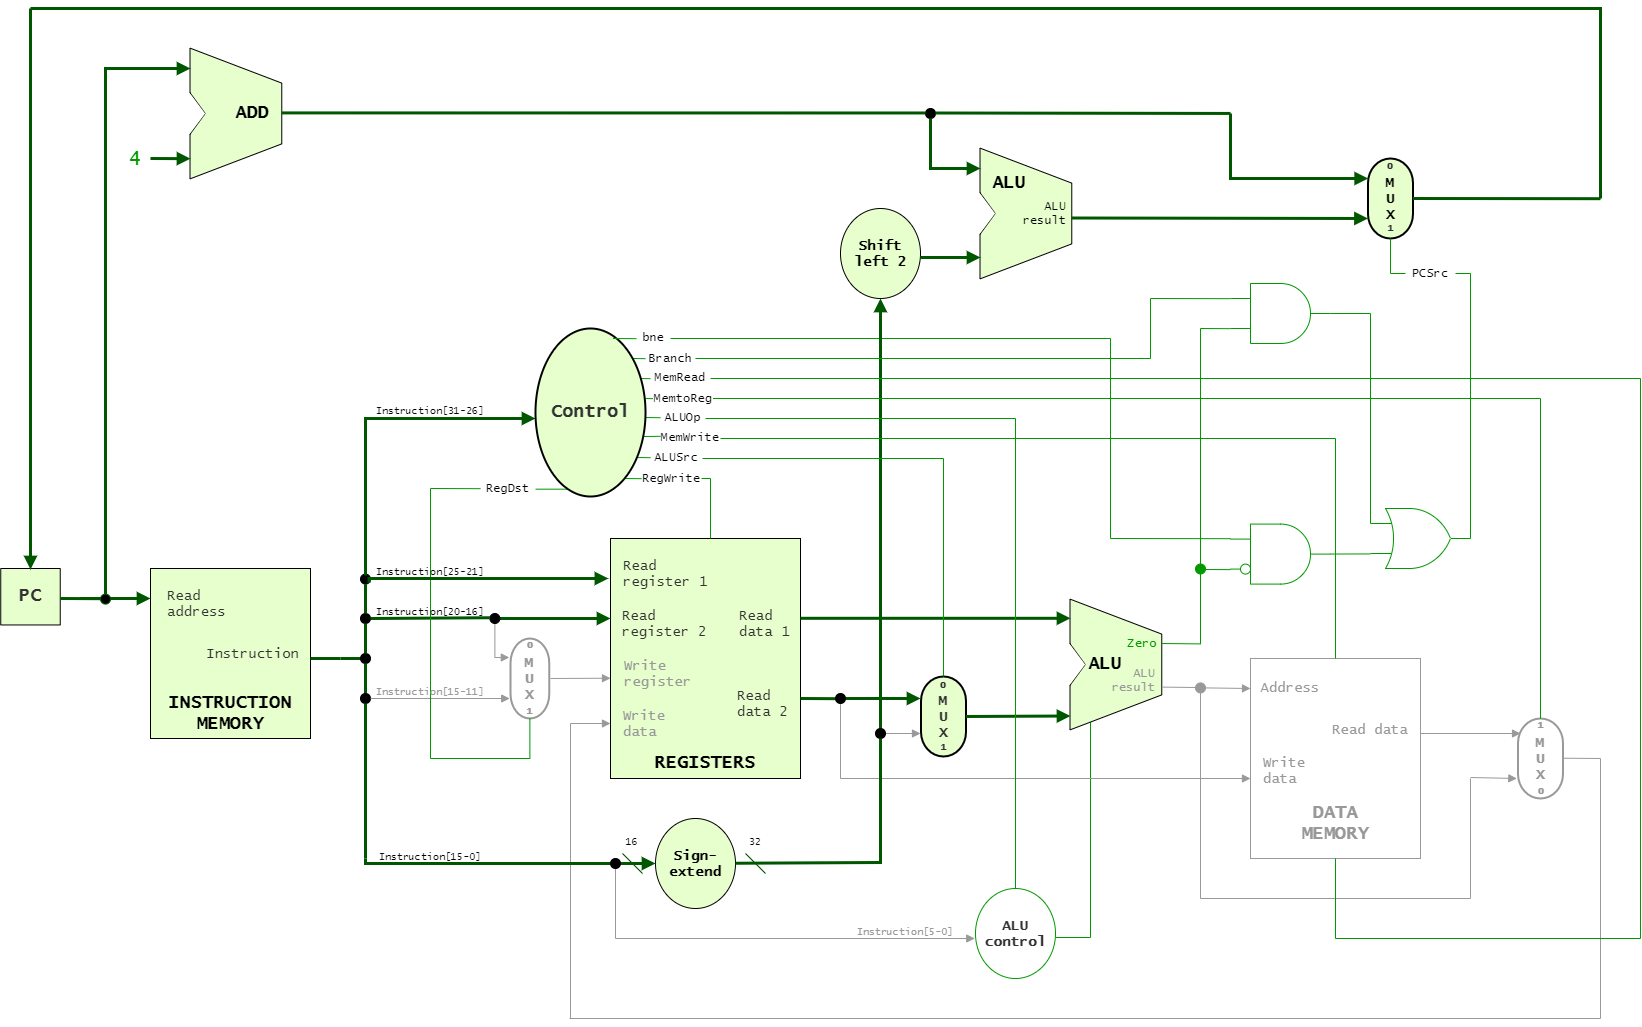 ADD
4
ALU
ALU
result
0
M
U
X
1
Shift
left 2
PCSrc
bne
Branch
MemRead
MemtoReg
ALUOp
MemWrite
ALUSrc
RegWrite
RegDst
Control
Instruction[31-26]
PC
Read
address
Instruction
INSTRUCTION
MEMORY
Instruction[25-21]
Instruction[20-16]
Instruction[15-11]
0
M
U
X
1
Read
register 1
Read
register 2
Write
register
Write
data
Read
data 1
Read
data 2
REGISTERS
0
M
U
X
1
Zero
ALU
ALU
result
Address
Read data
Write
data
DATA
MEMORY
1
M
U
X
0
Instruction[15-0]
16
Sign-
extend
32
Instruction[5-0]
ALU
control